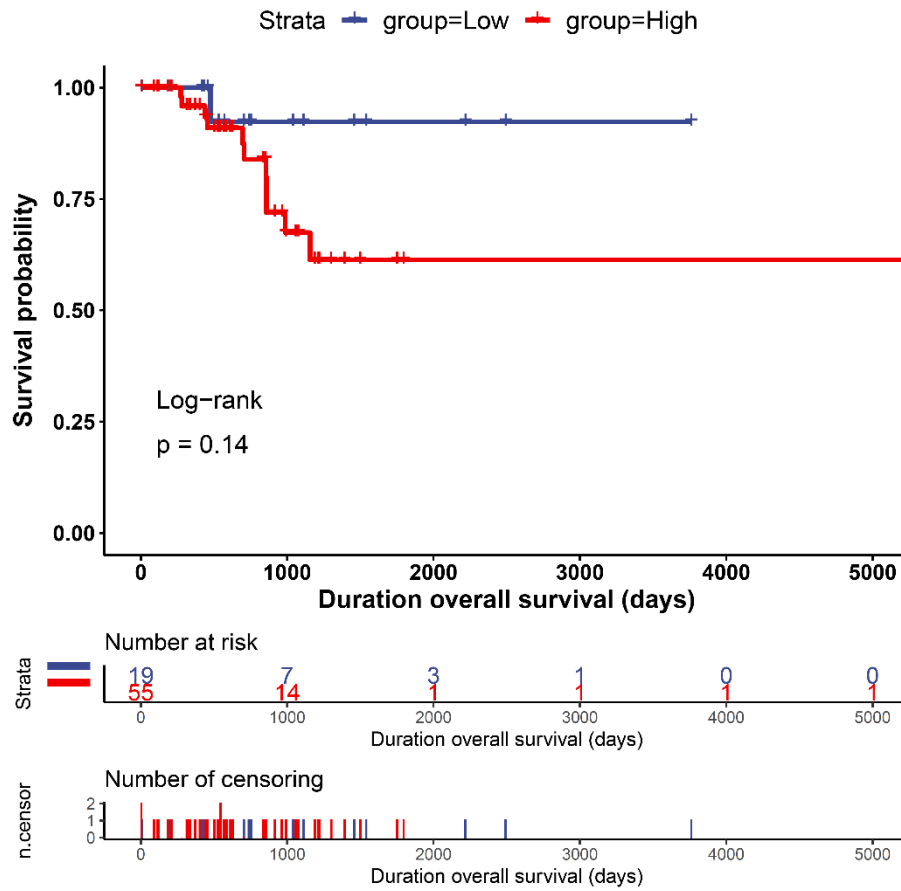 Strata group=Low group=High
Survival probability
1.00
0.75
0.50
0.25
0.00
Log-rank
p = 0.14
0 1000 2000 3000 4000 5000
Duration overall survival (days)
Number at risk
Strata
19 7 3 1 0 0
55 14 1 1 1 1
0 1000 2000 3000 4000 5000
Duration overall survival (days)
Number of censoring
n.censor
2
1
0
0 1000 2000 3000 4000 5000
Duration overall survival (days)